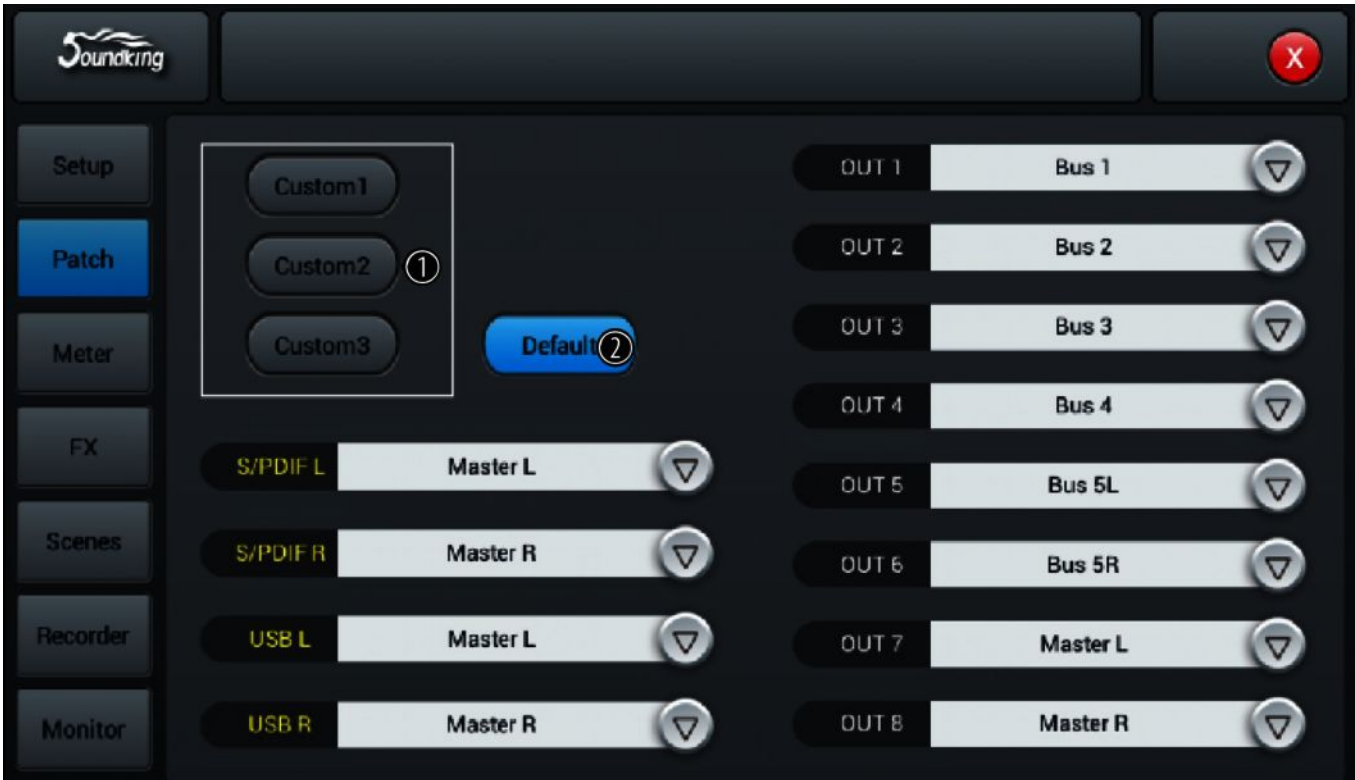 Soundking
X
Setup
Patch
Meter
FX
Scenes
Recorder
Monitor
Custom1
Custom2 ①
Custom3
Default ②
S/PDIF L Master L
S/PDIF R Master R
USB L Master L
USB R Master R
OUT 1 Bus 1
OUT 2 Bus 2
OUT 3 Bus 3
OUT 4 Bus 4
OUT 5 Bus 5L
OUT 6 Bus 5R
OUT 7 Master L
OUT 8 Master R